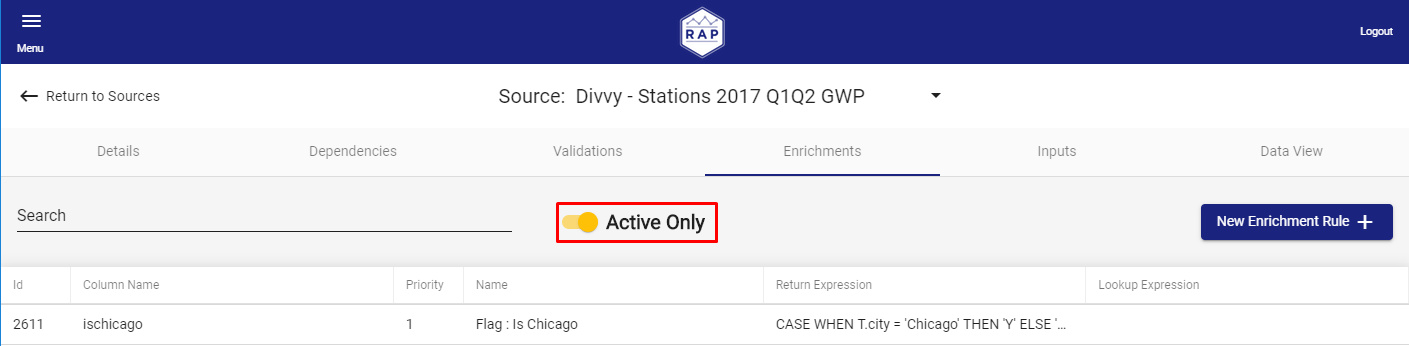 Menu
RAP
Logout
Return to Sources
Source: Divvy - Stations 2017 Q1Q2 GWP
Details Dependencies Validations Enrichments Inputs Data View
Search
Active Only
New Enrichment Rule +
Id Column Name Priority Name Return Expression Lookup Expression
2611 ischicago 1 Flag : Is Chicago CASE WHEN T.city = 'Chicago' THEN 'Y' ELSE '...